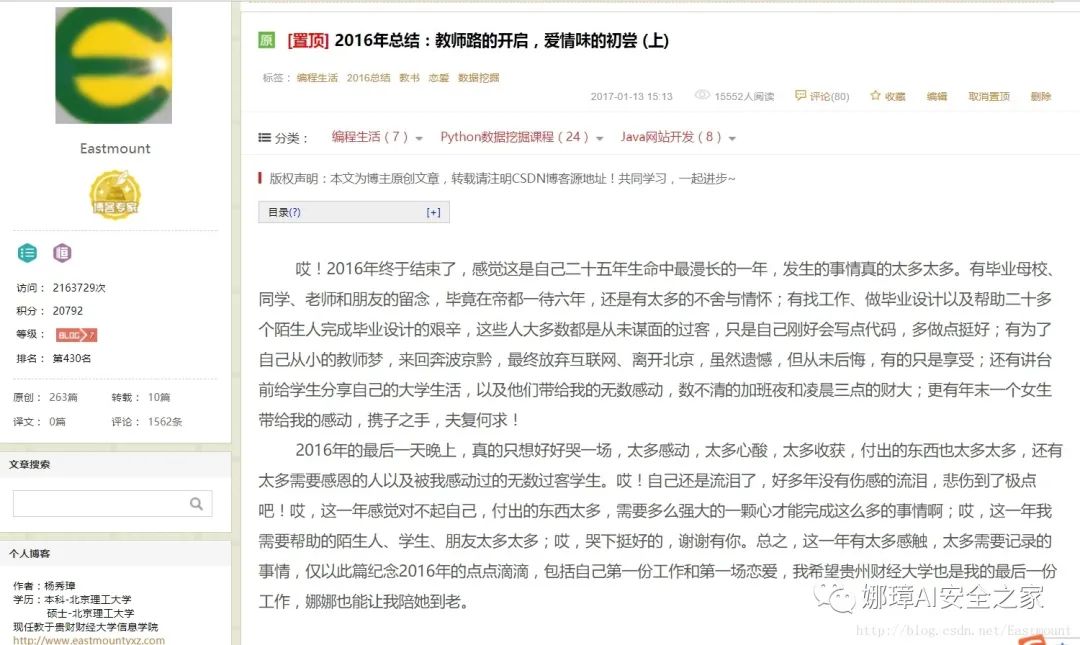 Eastmount
博客专家
访问： 2163729次
积分： 20792
等级： BLOG 7
排名： 第430名
原创： 263篇 转载： 10篇
译文： 0篇 评论： 1562条
文章搜索
个人博客
作者：杨秀璋
学历：本科-北京理工大学
硕士-北京理工大学
现任教于贵财财经大学信息学院
http://www.eastmountyxz.com
原 [置顶] 2016年总结：教师路的开启，爱情味的初尝 (上)
标签： 编程生活 2016总结 教书 恋爱 数据挖掘
2017-01-13 15:13 15552人阅读 评论(80) 收藏 编辑 取消置顶 删除
分类： 编程生活（7） Python数据挖掘课程（24） Java网站开发（8）
版权声明：本文为博主原创文章，转载请注明CSDN博客源地址！共同学习，一起进步~
目录(?) [+]
哎！2016年终于结束了，感觉这是自己二十五年生命中最漫长的一年，发生的事情真的太多太多。有毕业母校、
同学、老师和朋友的留念，毕竟在帝都一待六年，还是有太多的不舍与情怀；有找工作、做毕业设计以及帮助二十多
个陌生人完成毕业设计的艰辛，这些人大多数都是从未谋面的过客，只是自己刚好会写点代码，多做点挺好；有为了
自己从小的教师梦，来回奔波京黔，最终放弃互联网、离开北京，虽然遗憾，但从未后悔，有的只是享受；还有讲台
前给学生分享自己的大学生活，以及他们带给我的无数感动，数不清的加班夜和凌晨三点的财大；更有年末一个女生
带给我的感动，携子之手，夫复何求！
2016年的最后一天晚上，真的只想好好哭一场，太多感动，太多心酸，太多收获，付出的东西也太多太多，还有
太多需要感恩的人以及被我感动过的无数过客学生。哎！自己还是流泪了，好多年没有伤感的流泪，悲伤到了极点
吧！哎，这一年感觉对不起自己，付出的东西太多，需要多么强大的一颗心才能完成这么多的事情啊；哎，这一年我
需要帮助的陌生人、学生、朋友太多太多；哎，哭下挺好的，谢谢有你。总之，这一年有太多感触，太多需要记录的
事情，仅以此篇纪念2016年的点点滴滴，包括自己第一份工作和第一场恋爱，我希望贵州财经大学也是我的最后一份
工作，娜娜也能让我陪她到老。
娜璋AI安全之家
http://blog.csdn.net/Eastmount